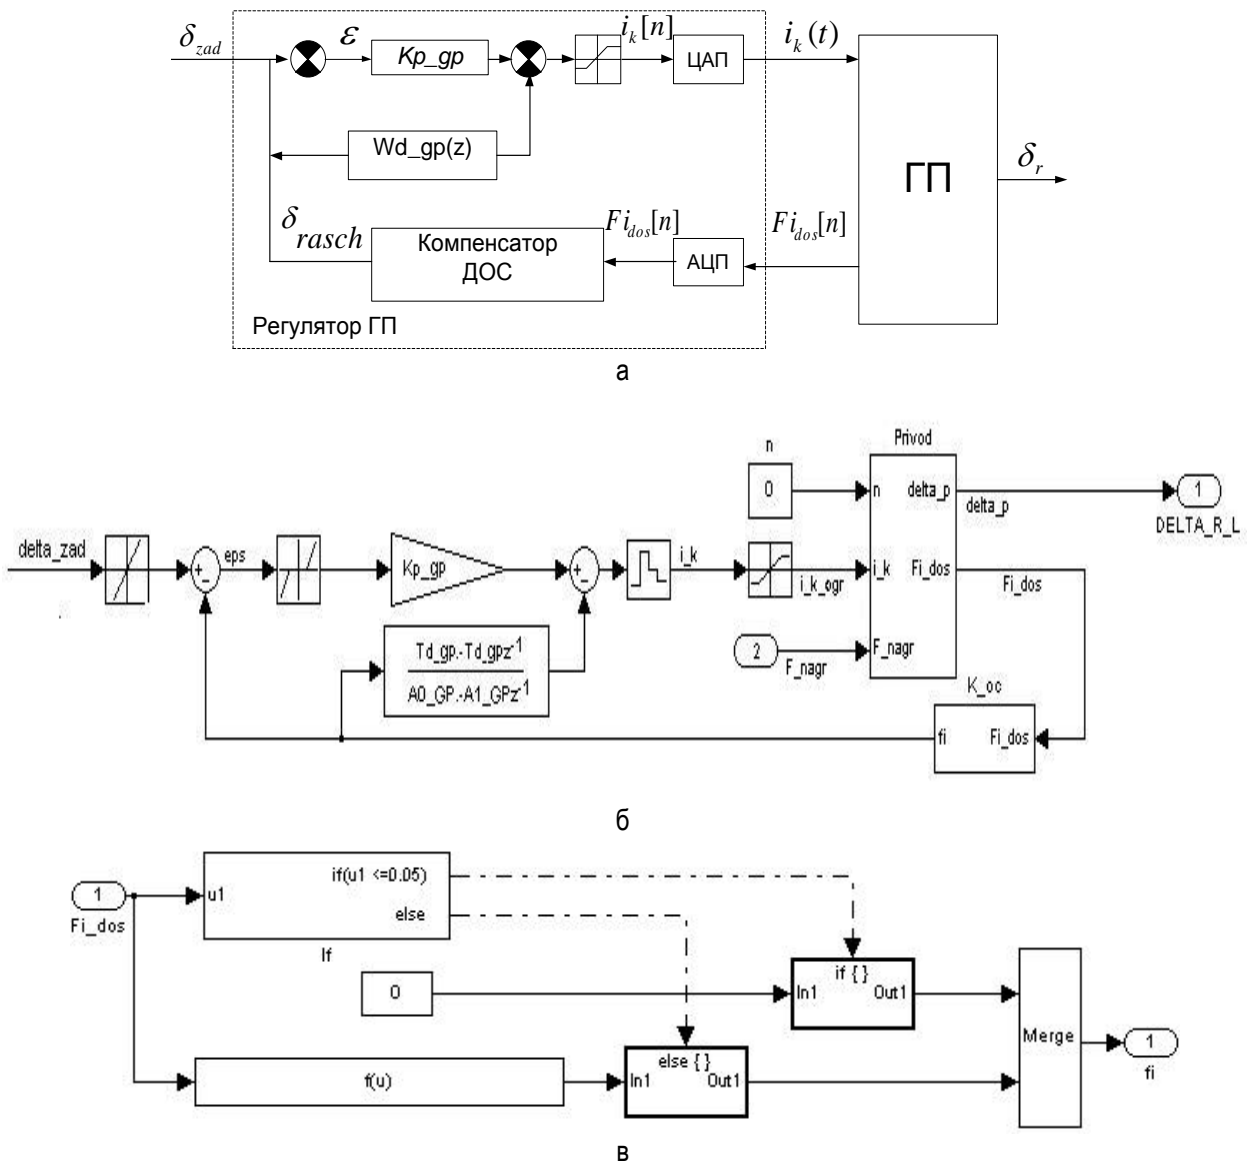 δzad
ε
Kp_gp
ik[n]
ЦАП
ik(t)
Wd_gp(z)
ГП
δr
δrasch
Компенсатор
ДОС
Fidos[n]
АЦП
Fidos[n]
Регулятор ГП
а
n
0
Privod
n
delta_p
delta_p
1
DELTA_R_L
delta_zad
+
-
eps
Kp_gp
+
-
i_k
i_k_ogr
i_k
Fi_dos
Fi_dos
2
F_nagr
F_nagr
Td_gp.-Td_gpz-1
A0_GP.-A1_GPz-1
K_oc
fi
Fi_dos
б
1
Fi_dos
u1
if(u1 <=0.05)
else
If
0
if { }
In1
Out1
f(u)
else { }
In1
Out1
Merge
1
fi
в